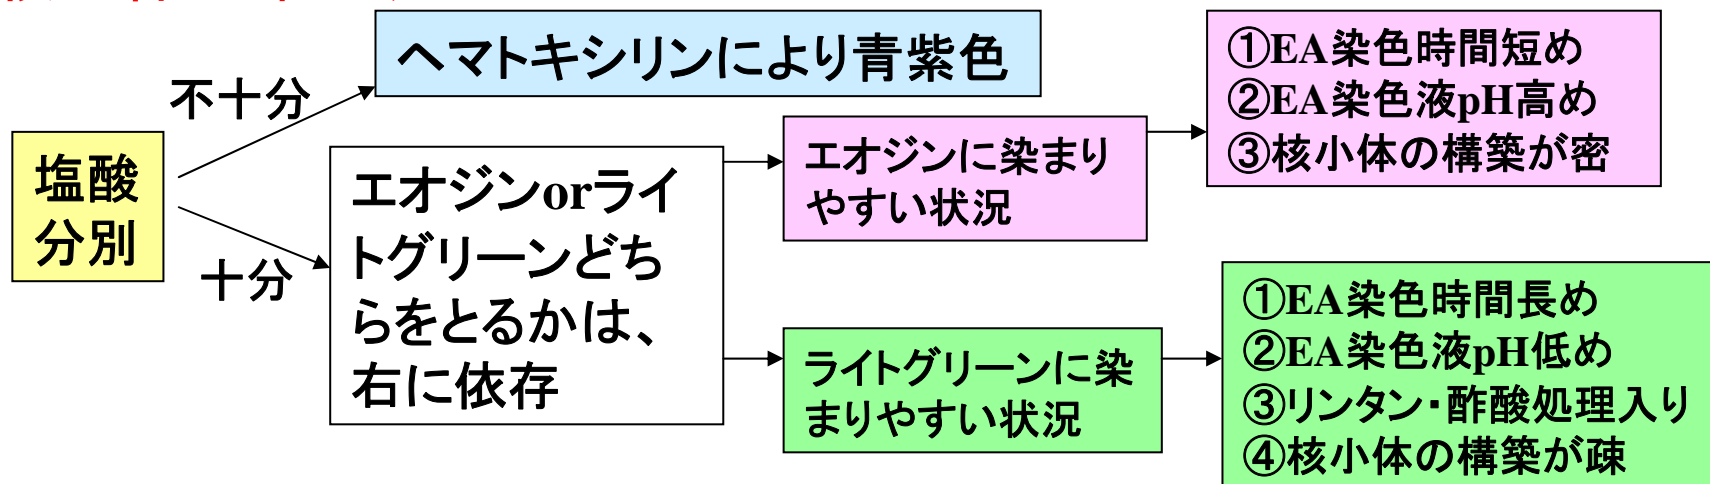 ヘマトキシリンにより青紫色
不十分
塩酸
分別
十分
エオジンorライ
トグリーンどち
らをとるかは、
右に依存
エオジンに染まり
やすい状況
①EA染色時間短め
②EA染色液pH高め
③核小体の構築が密
ライトグリーンに染
まりやすい状況
①EA染色時間長め
②EA染色液pH低め
③リンタン・酢酸処理入り
④核小体の構築が疎